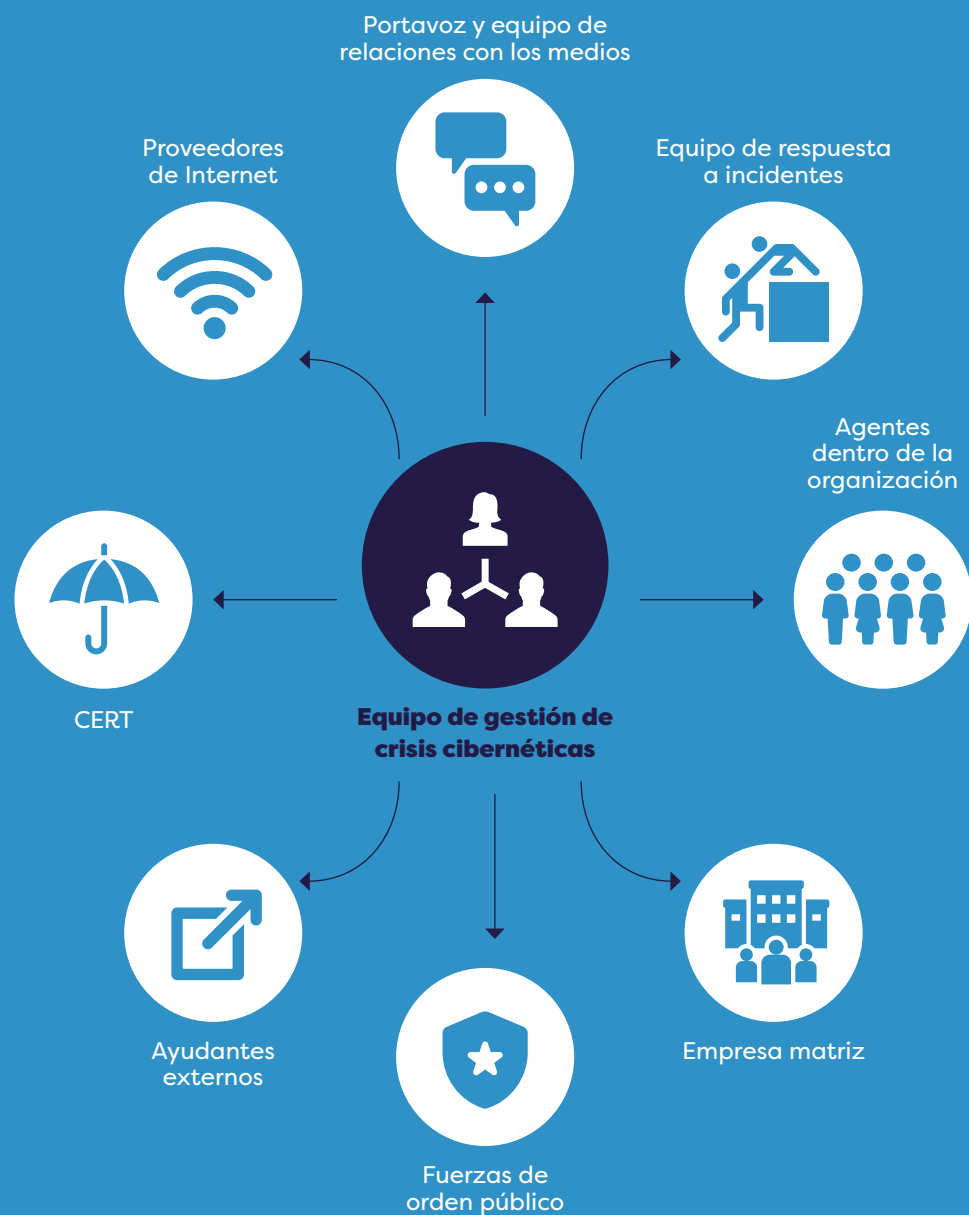 Portavoz y equipo de
relaciones con los medios
Proveedores
de Internet
Equipo de respuesta
a incidentes
Agentes
dentro de la
organización
CERT
Equipo de gestión de
crisis cibernéticas
Ayudantes
externos
Empresa matriz
Fuerzas de
orden público